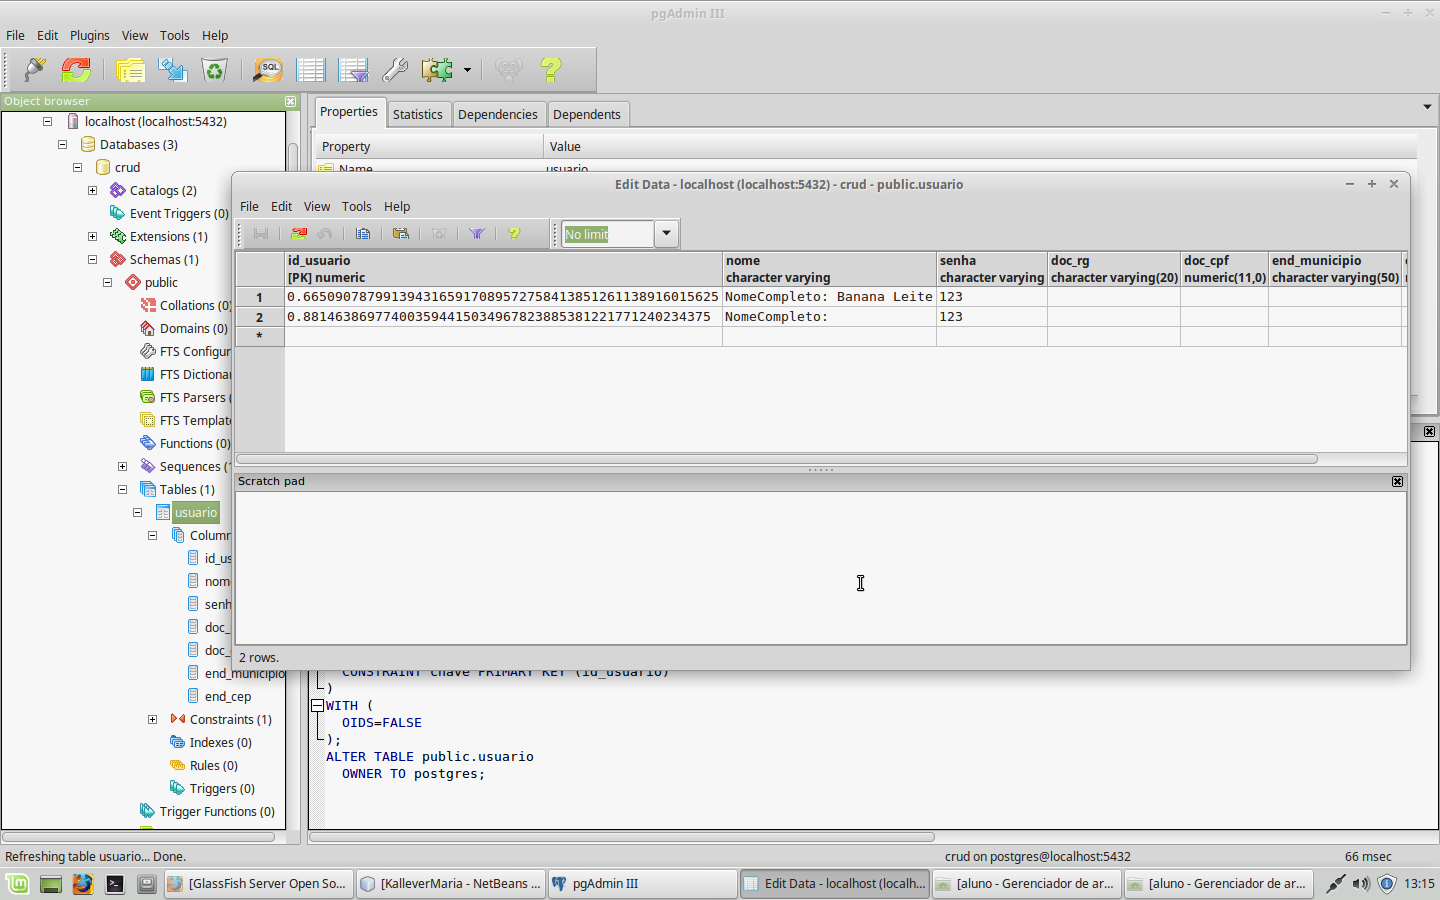 pgAdmin III
File Edit Plugins View Tools Help
SQL
Object browser
localhost (localhost:5432)
Databases (3)
crud
Catalogs (2)
Event Triggers (0)
Extensions (1)
Schemas (1)
public
Collations (0)
Domains (0)
FTS Configur
FTS Dictionar
FTS Parsers (
FTS Template
Functions (0)
Sequences (
Tables (1)
usuario
Column
id_us
nom
senh
doc_
doc_
end_municipio
end_cep
Constraints (1)
Indexes (0)
Rules (0)
Triggers (0)
Trigger Functions (0)
Properties Statistics Dependencies Dependents
Property Value
Name usuario
Edit Data - localhost (localhost:5432) - crud - public.usuario
File Edit View Tools Help
No limit
id_usuario nome senha doc_rg doc_cpf end_municipio
[PK] numeric character varying character varying character varying(20) numeric(11,0) character varying(50)
1 0.66509078799139431659170895727584138512611389160​15625 NomeCompleto: Banana Leite 123
2 0.88146386977400359441503496782388538122177124023​4375 NomeCompleto: 123
*
Scratch pad
2 rows.
CONSTRAINT chave PRIMARY KEY (id_usuario)
)
WITH (
OIDS=FALSE
);
ALTER TABLE public.usuario
OWNER TO postgres;
Refreshing table usuario... Done. crud on postgres@localhost:5432 66 msec
[GlassFish Server Open So... [KalleverMaria - NetBeans ... pgAdmin III Edit Data - localhost (localh... [aluno - Gerenciador de ar... [aluno - Gerenciador de ar... 13:15